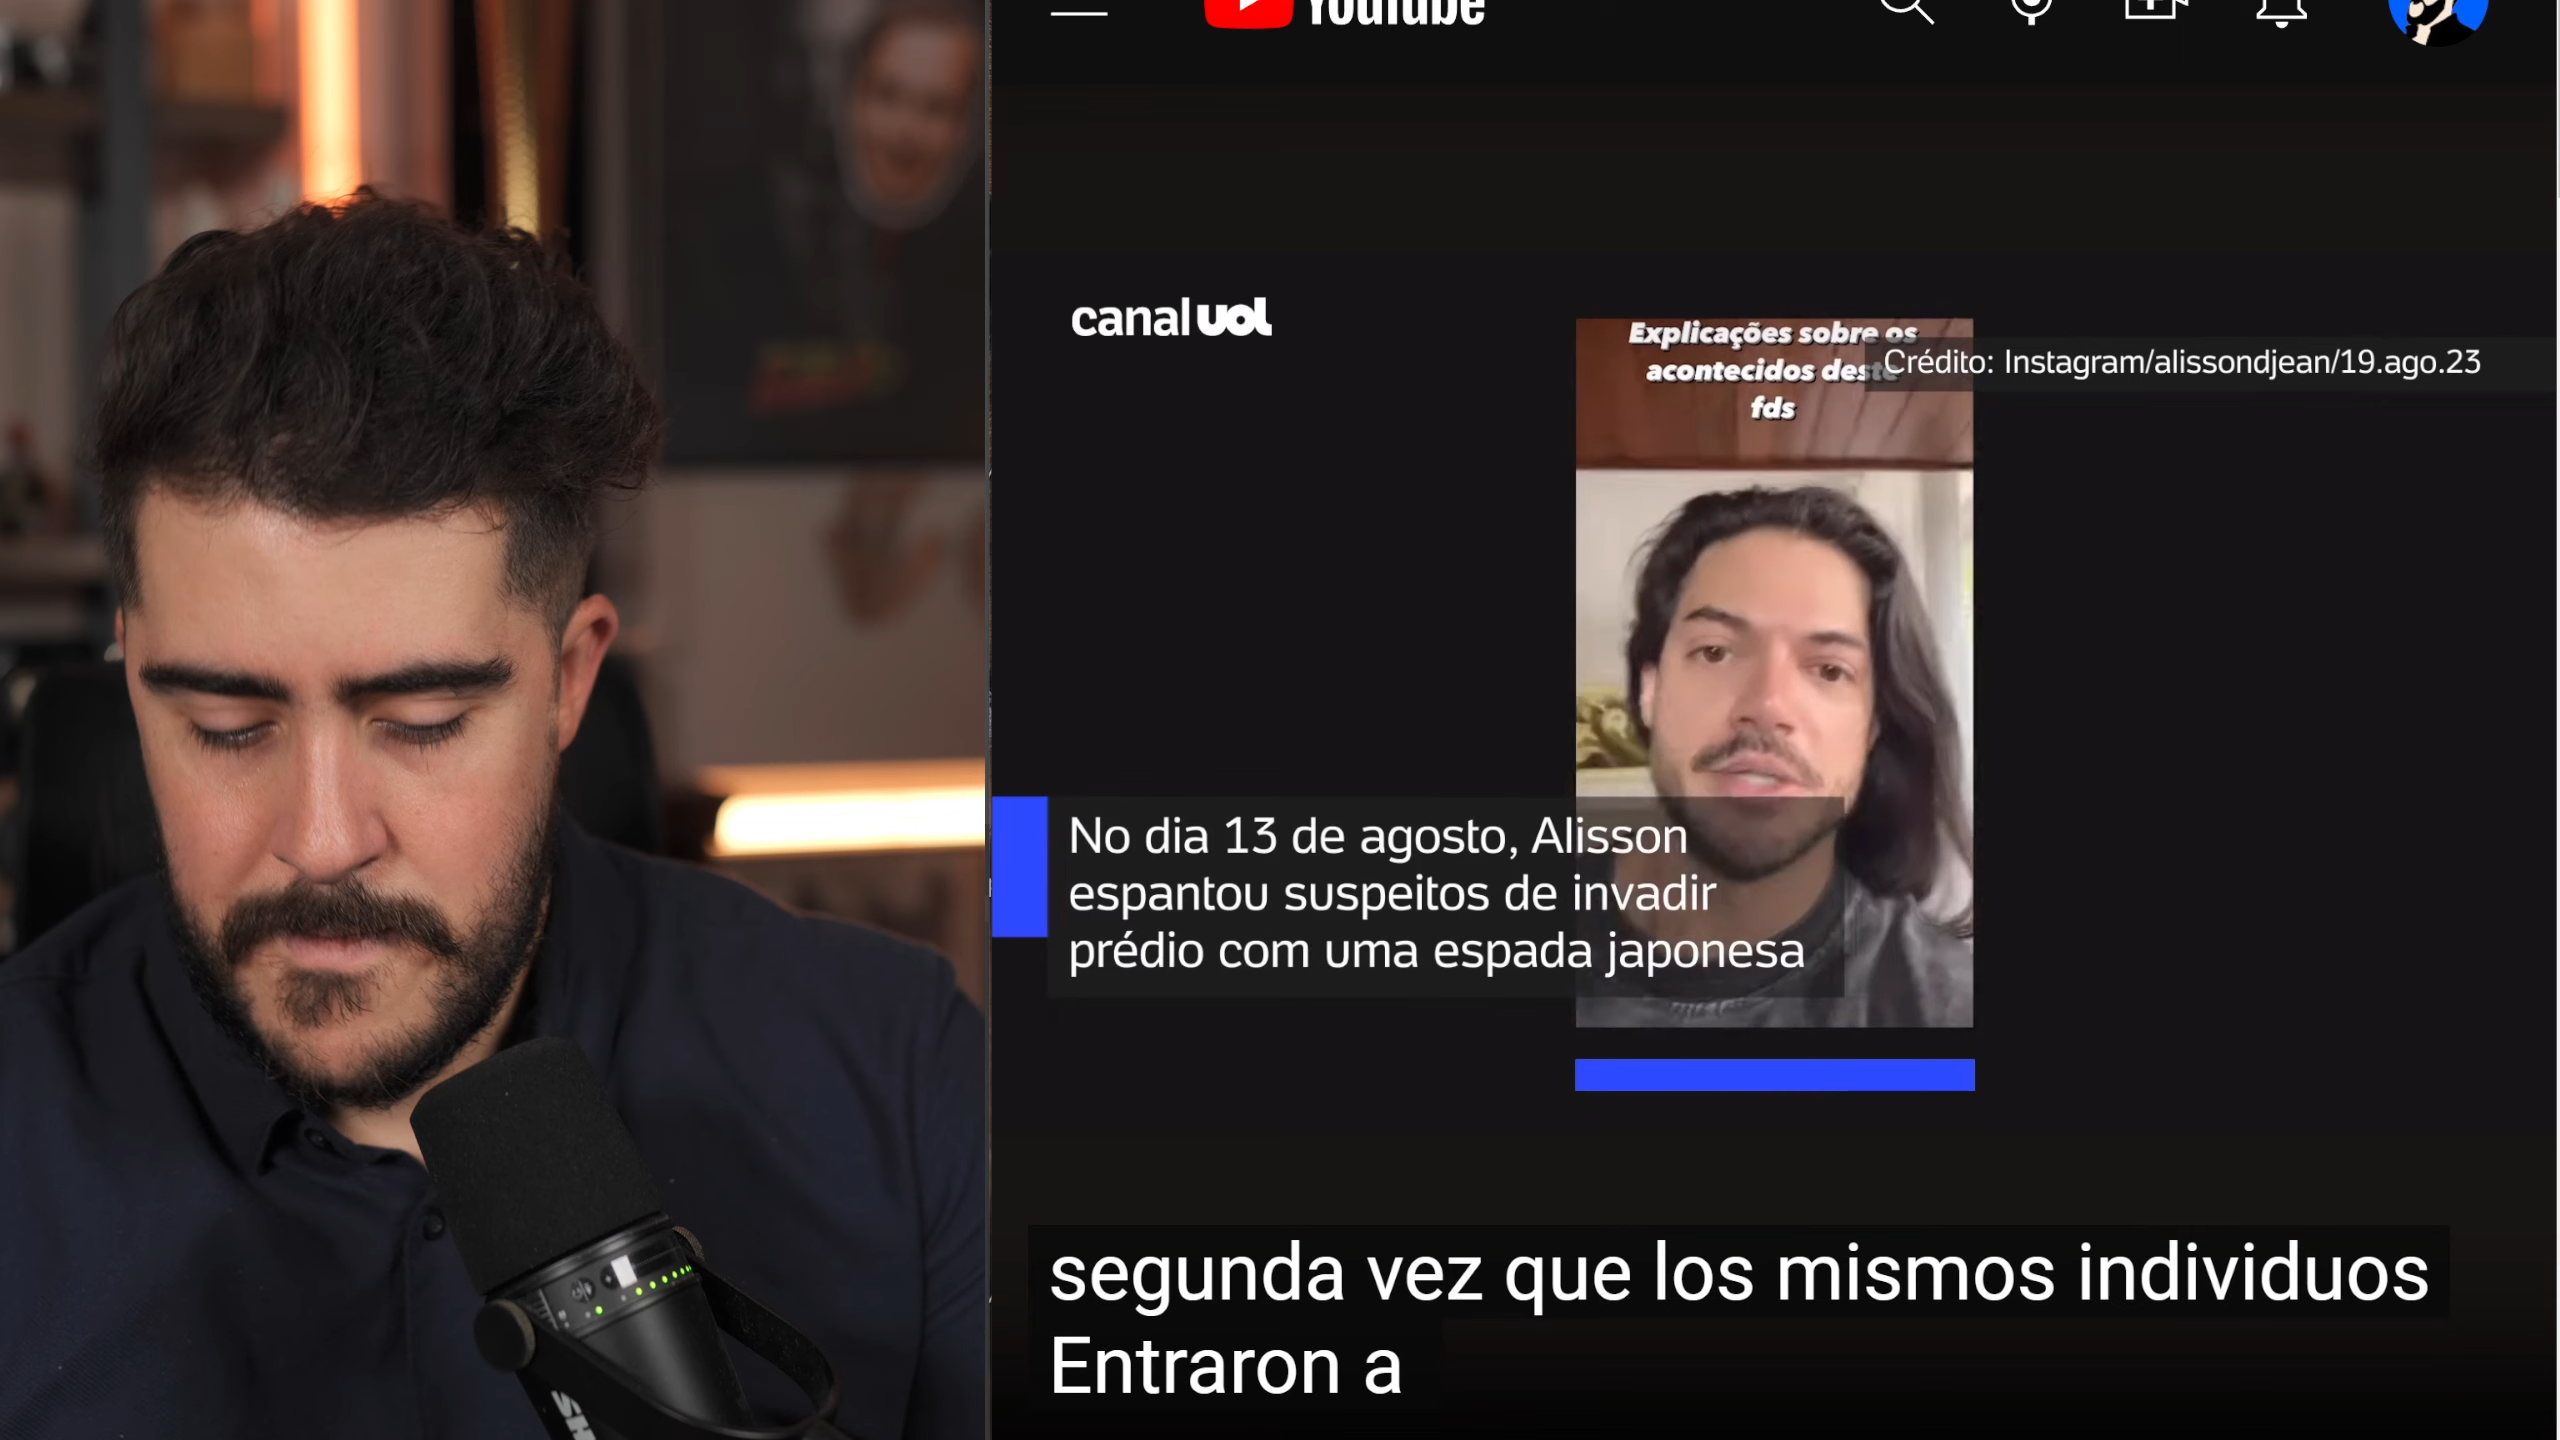 YouTube
canal uol
Explicações sobre os
acontecidos deste
fds
Crédito: Instagram/alissondjean/19.ago.23
No dia 13 de agosto, Alisson
espantou suspeitos de invadir
prédio com uma espada japonesa
segunda vez que los mismos individuos
Entraron a